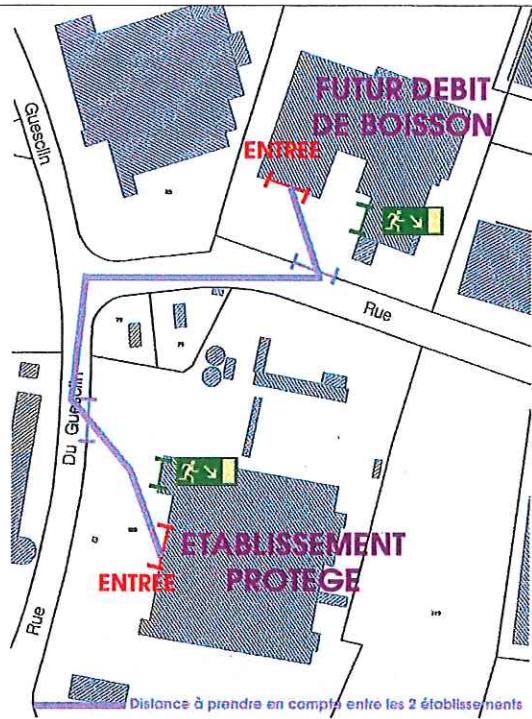 Guesclin
FUTUR DEBIT
DE BOISSON
ENTREE
Rue
Du Guesclin
ETABLISSEMENT
PROTEGE
ENTREE
Rue
Distance à prendre en compte entre les 2 établissements